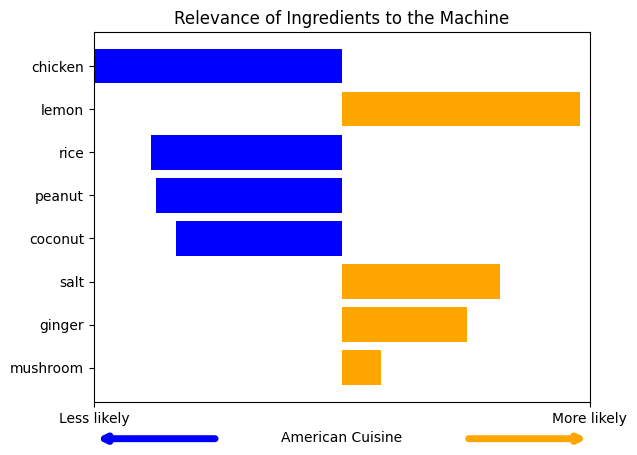 Relevance of Ingredients to the Machine
chicken
lemon
rice
peanut
coconut
salt
ginger
mushroom
Less likely
More likely
American Cuisine